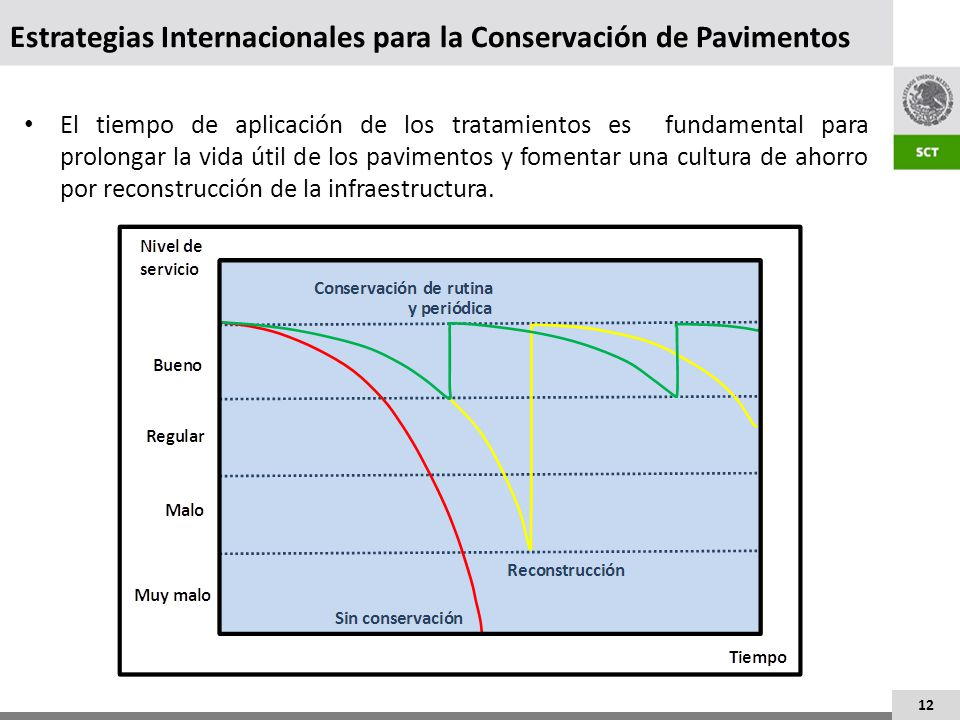 Estrategias Internacionales para la Conservación de Pavimentos
SCT
• El tiempo de aplicación de los tratamientos es fundamental para
prolongar la vida útil de los pavimentos y fomentar una cultura de ahorro
por reconstrucción de la infraestructura.
Nivel de
servicio
Conservación de rutina
y periódica
Bueno
Regular
Malo
Reconstrucción
Muy malo
Sin conservación
Tiempo
12